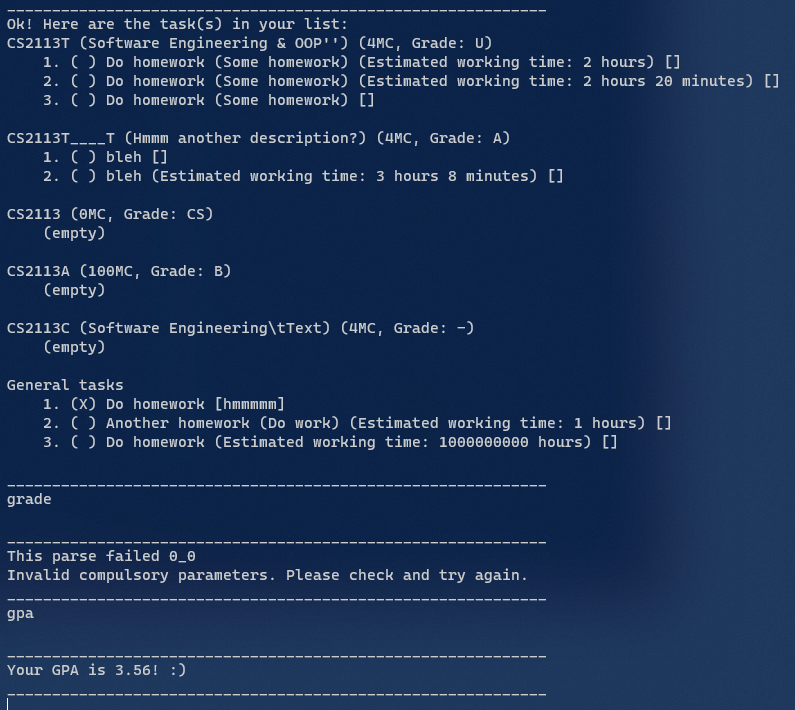 ____________________________________________________________
Ok! Here are the task(s) in your list:
CS2113T (Software Engineering & OOP'') (4MC, Grade: U)
    1. ( ) Do homework (Some homework) (Estimated working time: 2 hours) []
    2. ( ) Do homework (Some homework) (Estimated working time: 2 hours 20 minutes) []
    3. ( ) Do homework (Some homework) []

CS2113T____T (Hmmm another description?) (4MC, Grade: A)
    1. ( ) bleh []
    2. ( ) bleh (Estimated working time: 3 hours 8 minutes) []

CS2113 (0MC, Grade: CS)
    (empty)

CS2113A (100MC, Grade: B)
    (empty)

CS2113C (Software Engineering\tText) (4MC, Grade: -)
    (empty)

General tasks
    1. (X) Do homework [hmmmmm]
    2. ( ) Another homework (Do work) (Estimated working time: 1 hours) []
    3. ( ) Do homework (Estimated working time: 1000000000 hours) []

____________________________________________________________
grade

____________________________________________________________
This parse failed 0_0
Invalid compulsory parameters. Please check and try again.
____________________________________________________________
gpa

____________________________________________________________
Your GPA is 3.56! :)
____________________________________________________________